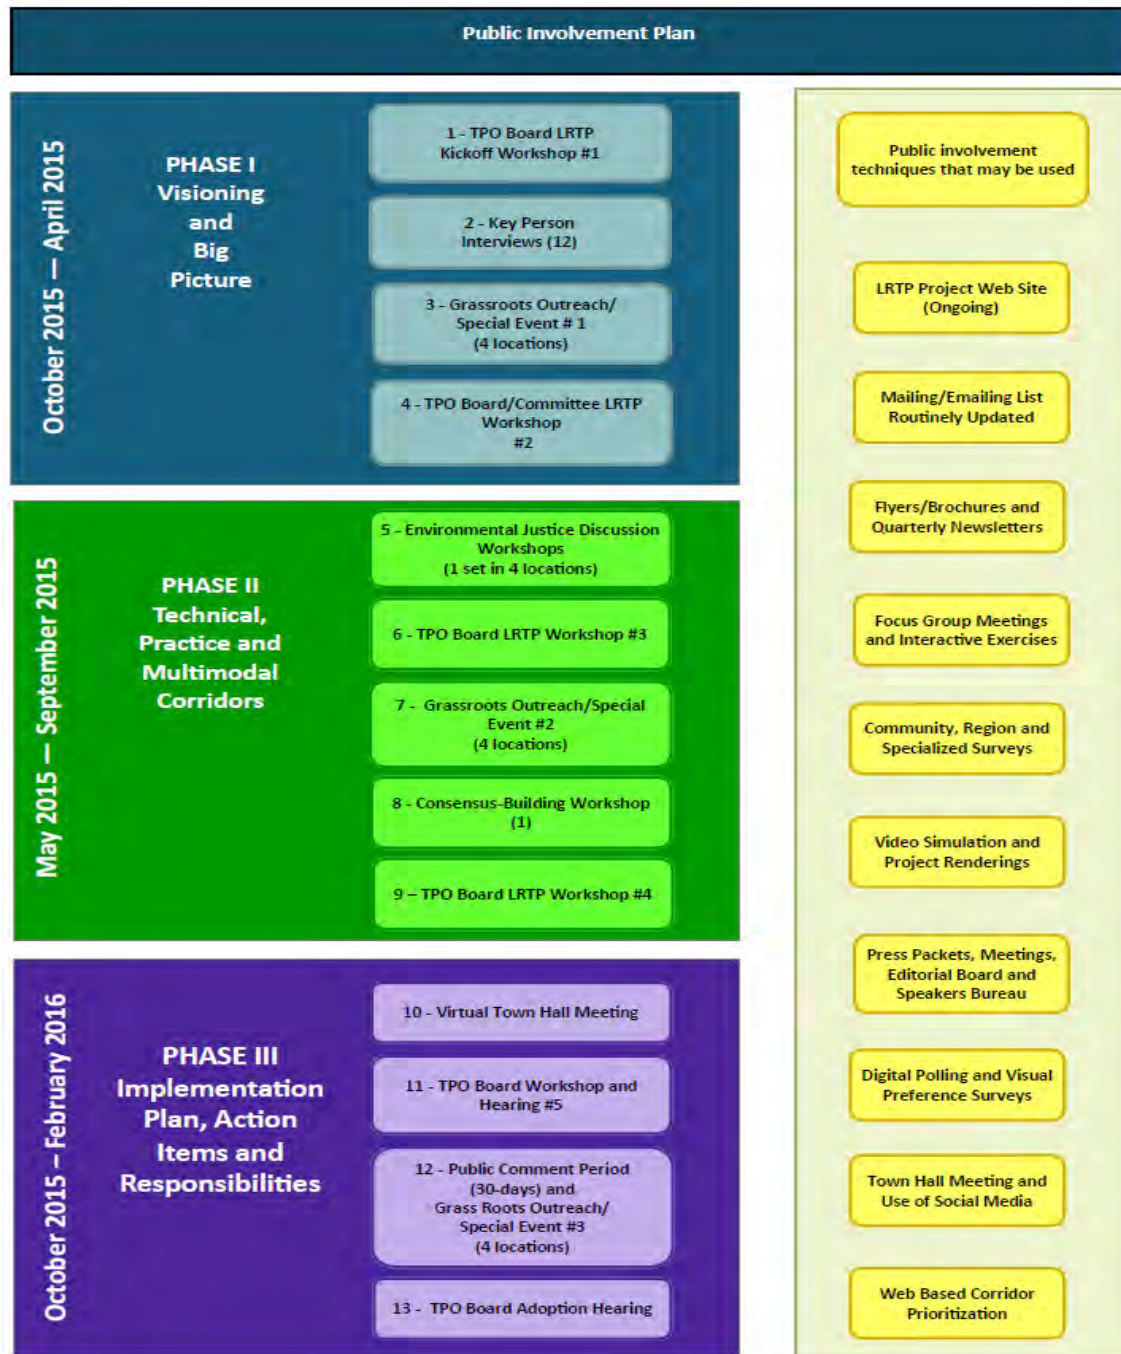 Public Involvement Plan
October 2015 — April 2015
PHASE I
Visioning
and
Big
Picture
1 - TPO Board LRTP
Kickoff Workshop #1
2 - Key Person
Interviews (12)
3 - Grassroots Outreach/
Special Event # 1
(4 locations)
4 - TPO Board/Committee LRTP
Workshop
#2
May 2015 — September 2015
PHASE II
Technical,
Practice and
Multimodal
Corridors
5 - Environmental Justice Discussion
Workshops
(1 set in 4 locations)
6 - TPO Board LRTP Workshop #3
7 - Grassroots Outreach/Special
Event #2
(4 locations)
8 - Consensus-Building Workshop
(1)
9 – TPO Board LRTP Workshop #4
October 2015 – February 2016
PHASE III
Implementation
Plan, Action
Items and
Responsibilities
10 - Virtual Town Hall Meeting
11 - TPO Board Workshop and
Hearing #5
12 - Public Comment Period
(30-days) and
Grass Roots Outreach/
Special Event #3
(4 locations)
13 - TPO Board Adoption Hearing
Public involvement
techniques that may be used
LRTP Project Web Site
(Ongoing)
Mailing/Emailing List
Routinely Updated
Flyers/Brochures and
Quarterly Newsletters
Focus Group Meetings
and Interactive Exercises
Community, Region and
Specialized Surveys
Video Simulation and
Project Renderings
Press Packets, Meetings,
Editorial Board and
Speakers Bureau
Digital Polling and Visual
Preference Surveys
Town Hall Meeting and
Use of Social Media
Web Based Corridor
Prioritization